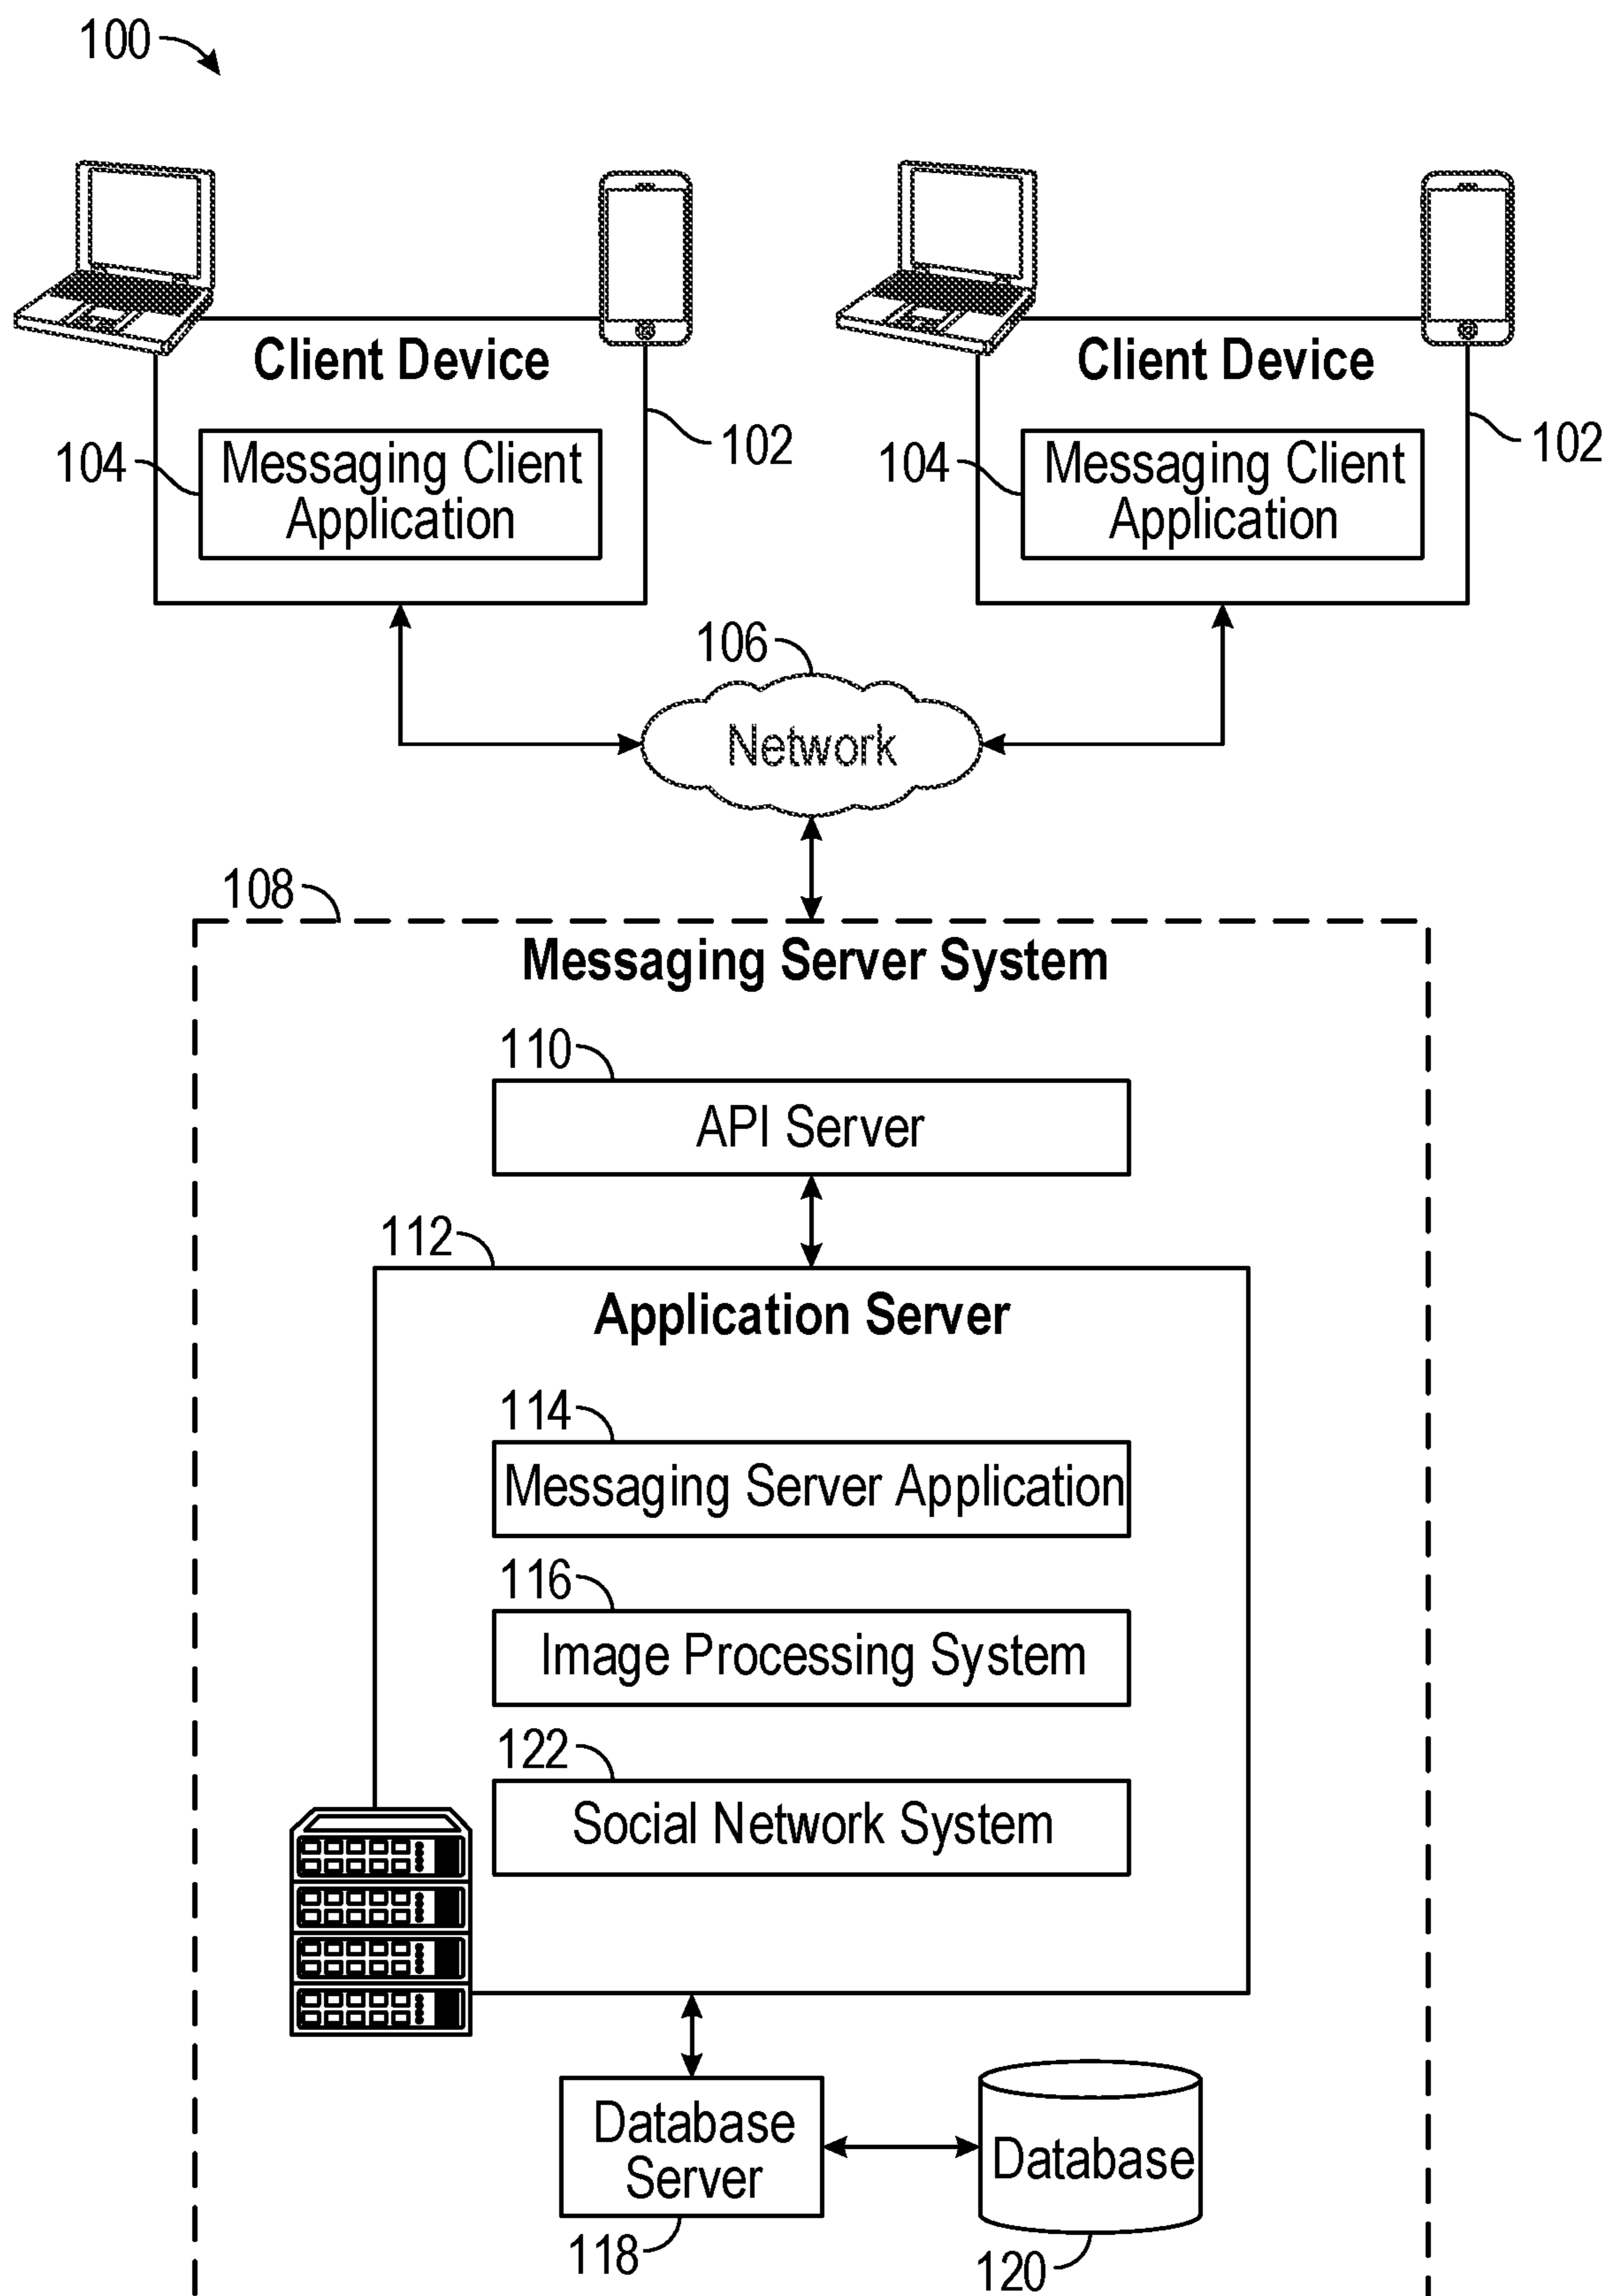 100
Client Device
102
104
Messaging Client
Application
Client Device
102
104
Messaging Client
Application
106
Network
108
Messaging Server System
110
API Server
112
Application Server
114
Messaging Server Application
116
Image Processing System
122
Social Network System
Database
Server
118
Database
120